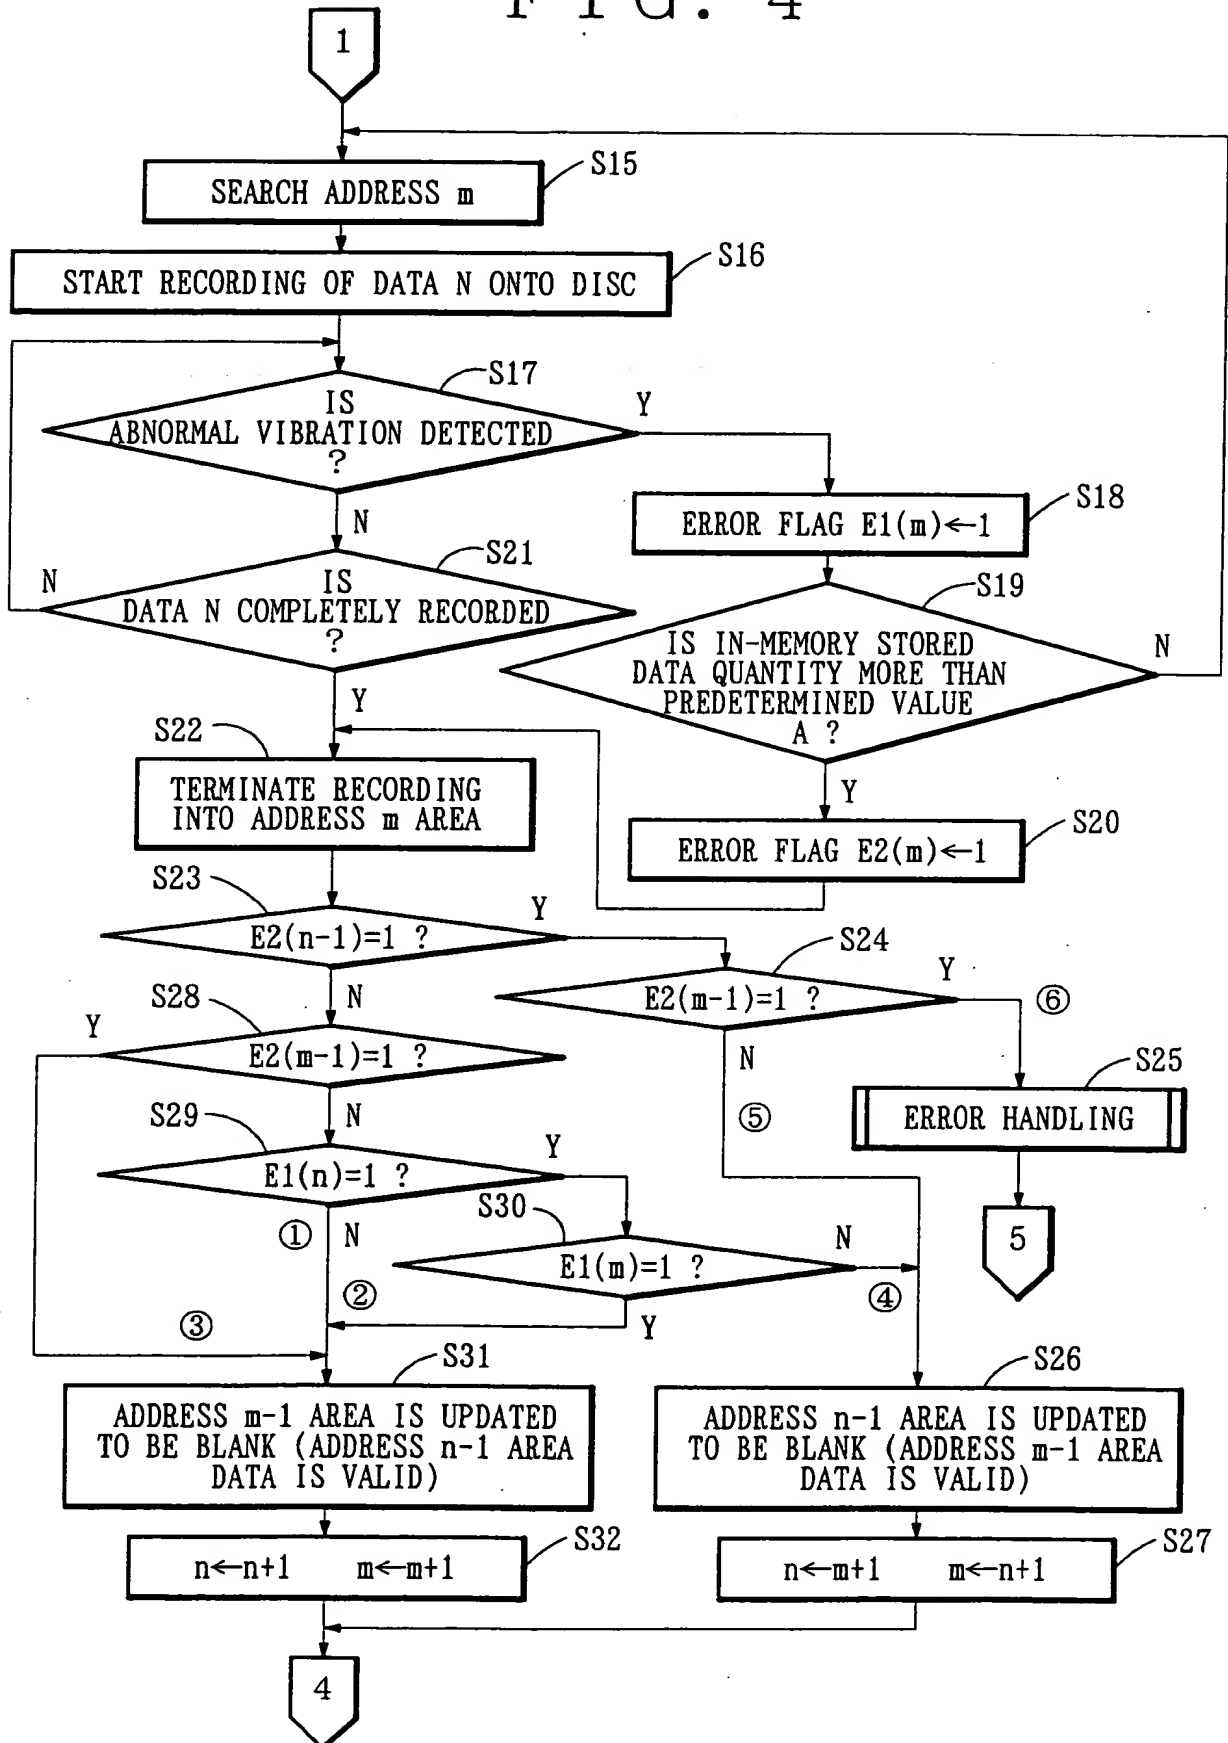 FIG. 4
1
S15
SEARCH ADDRESS m
S16
START RECORDING OF DATA N ONTO DISC
S17
IS
ABNORMAL VIBRATION DETECTED
?
Y
N
S18
ERROR FLAG E1(m)←1
S21
N
IS
DATA N COMPLETELY RECORDED
?
Y
S19
IS IN-MEMORY STORED
DATA QUANTITY MORE THAN
PREDETERMINED VALUE
A ?
N
Y
S20
ERROR FLAG E2(m)←1
S22
TERMINATE RECORDING
INTO ADDRESS m AREA
S23
E2(n-1)=1 ?
Y
N
S24
E2(m-1)=1 ?
Y
⑥
N
⑤
S25
ERROR HANDLING
5
S28
Y
E2(m-1)=1 ?
N
③
S29
E1(n)=1 ?
Y
① N
S30
E1(m)=1 ?
N
④
②
Y
S31
ADDRESS m-1 AREA IS UPDATED
TO BE BLANK (ADDRESS n-1 AREA
DATA IS VALID)
S26
ADDRESS n-1 AREA IS UPDATED
TO BE BLANK (ADDRESS m-1 AREA
DATA IS VALID)
S32
n←n+1 m←m+1
S27
n←m+1 m←n+1
4